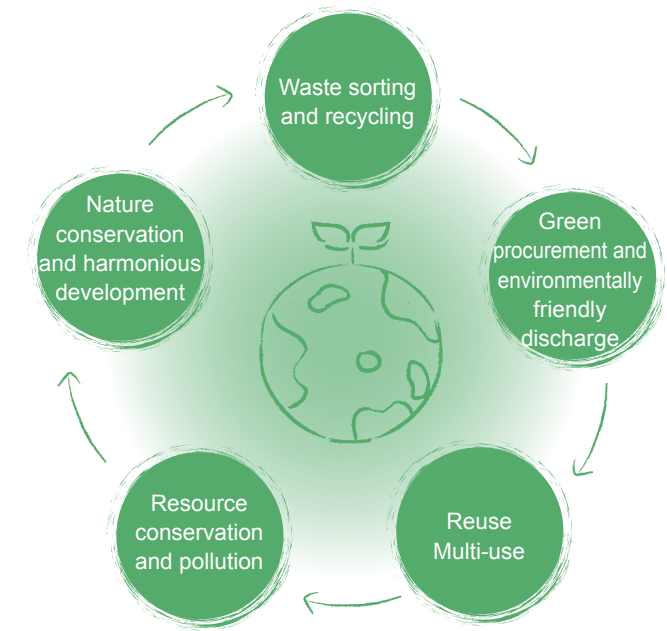 Waste sorting
and recycling
Green
procurement and
environmentally
friendly
discharge
Reuse
Multi-use
Resource
conservation
and pollution
Nature
conservation
and harmonious
development